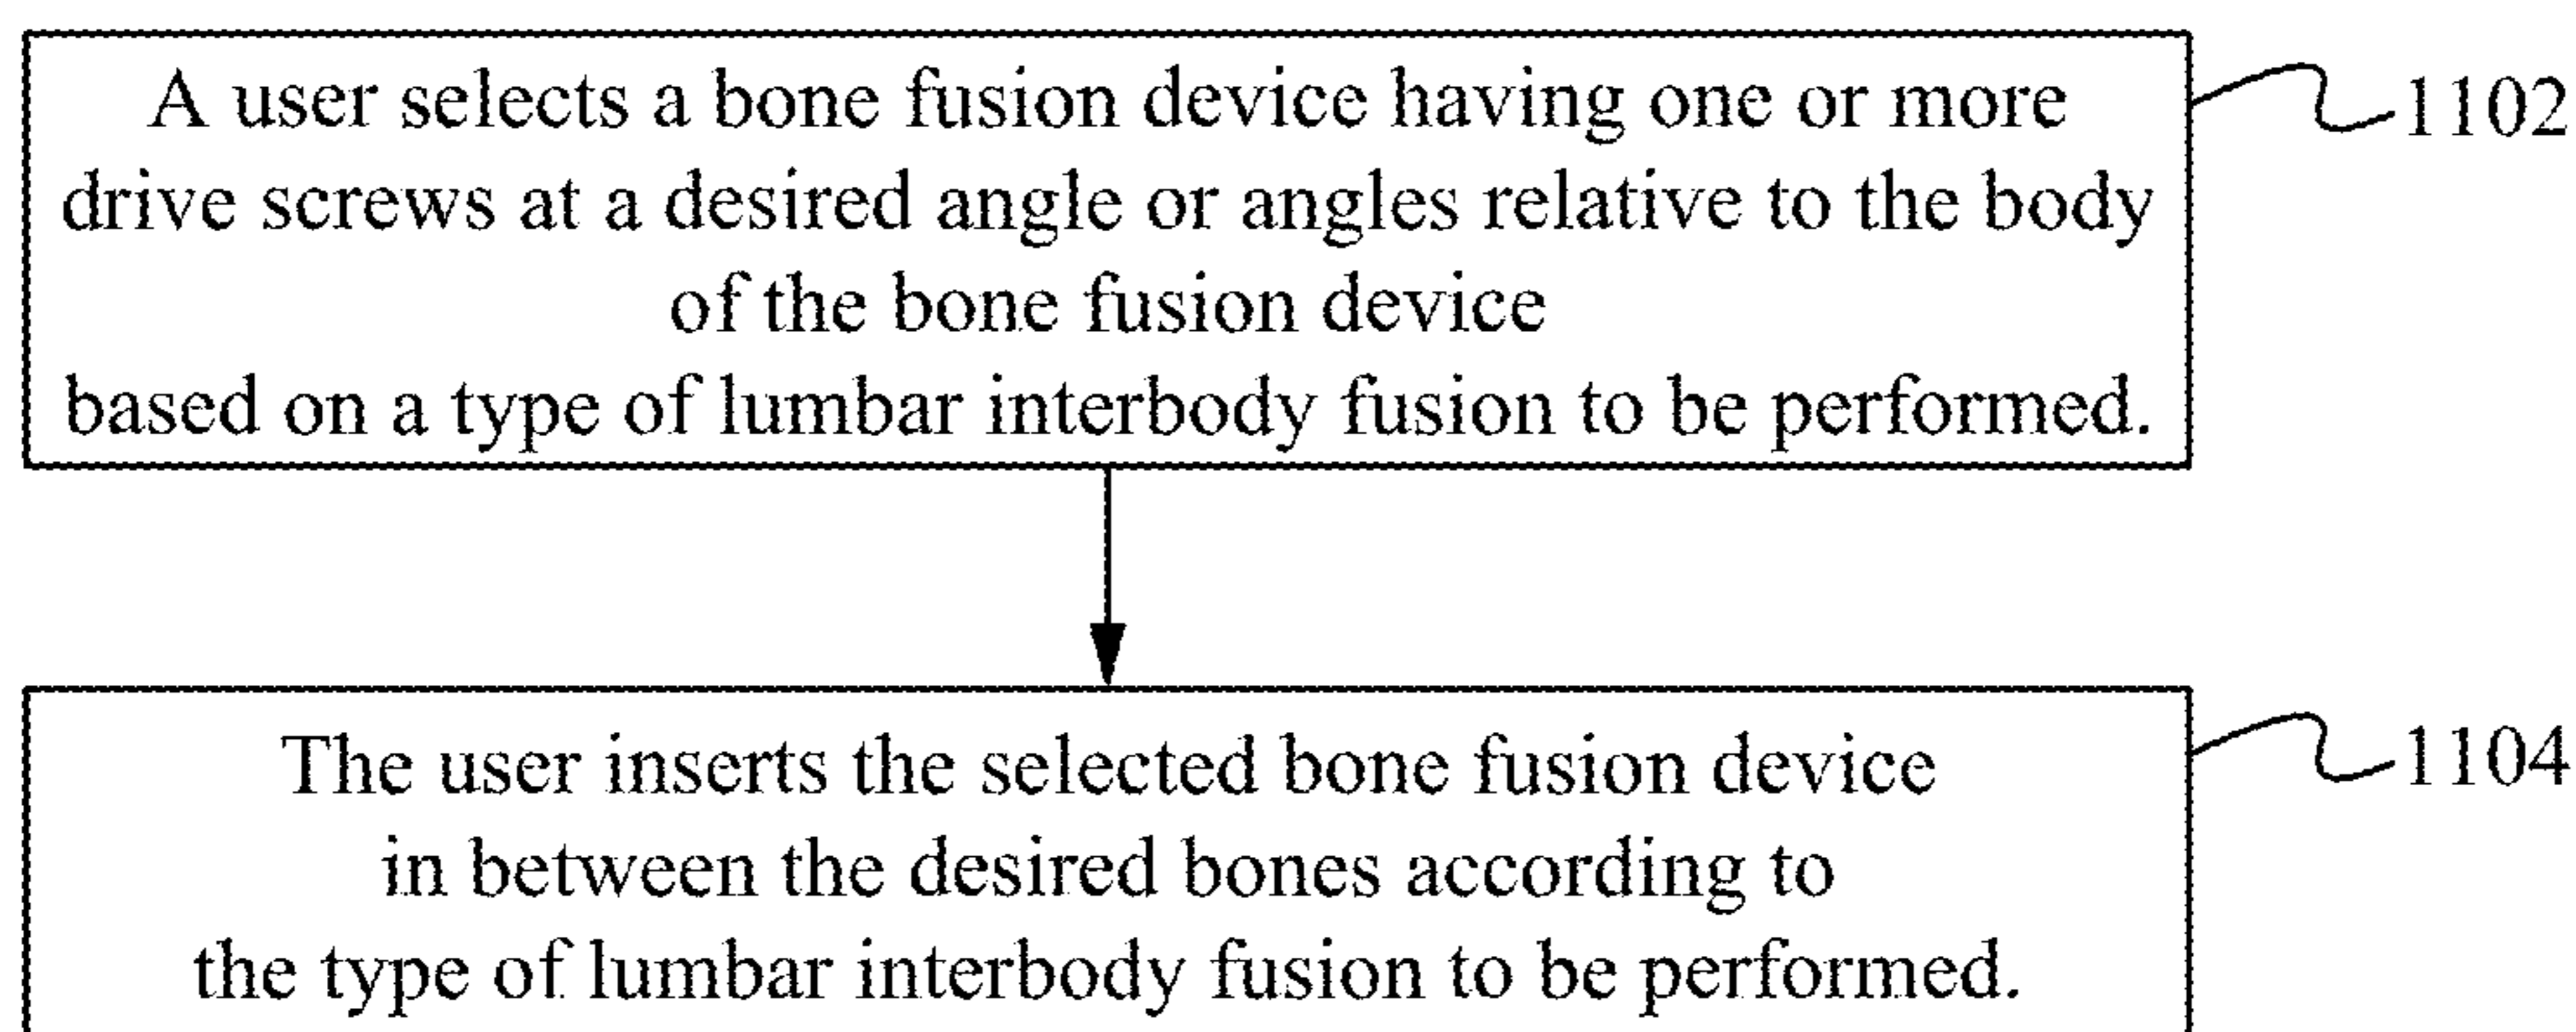 A user selects a bone fusion device having one or more
1102
drive screws at a desired angle or angles relative to the body
of the bone fusion device
based on a type of lumbar interbody fusion to be performed.
The user inserts the selected bone fusion device
1104
in between the desired bones according to
the type of lumbar interbody fusion to be performed.